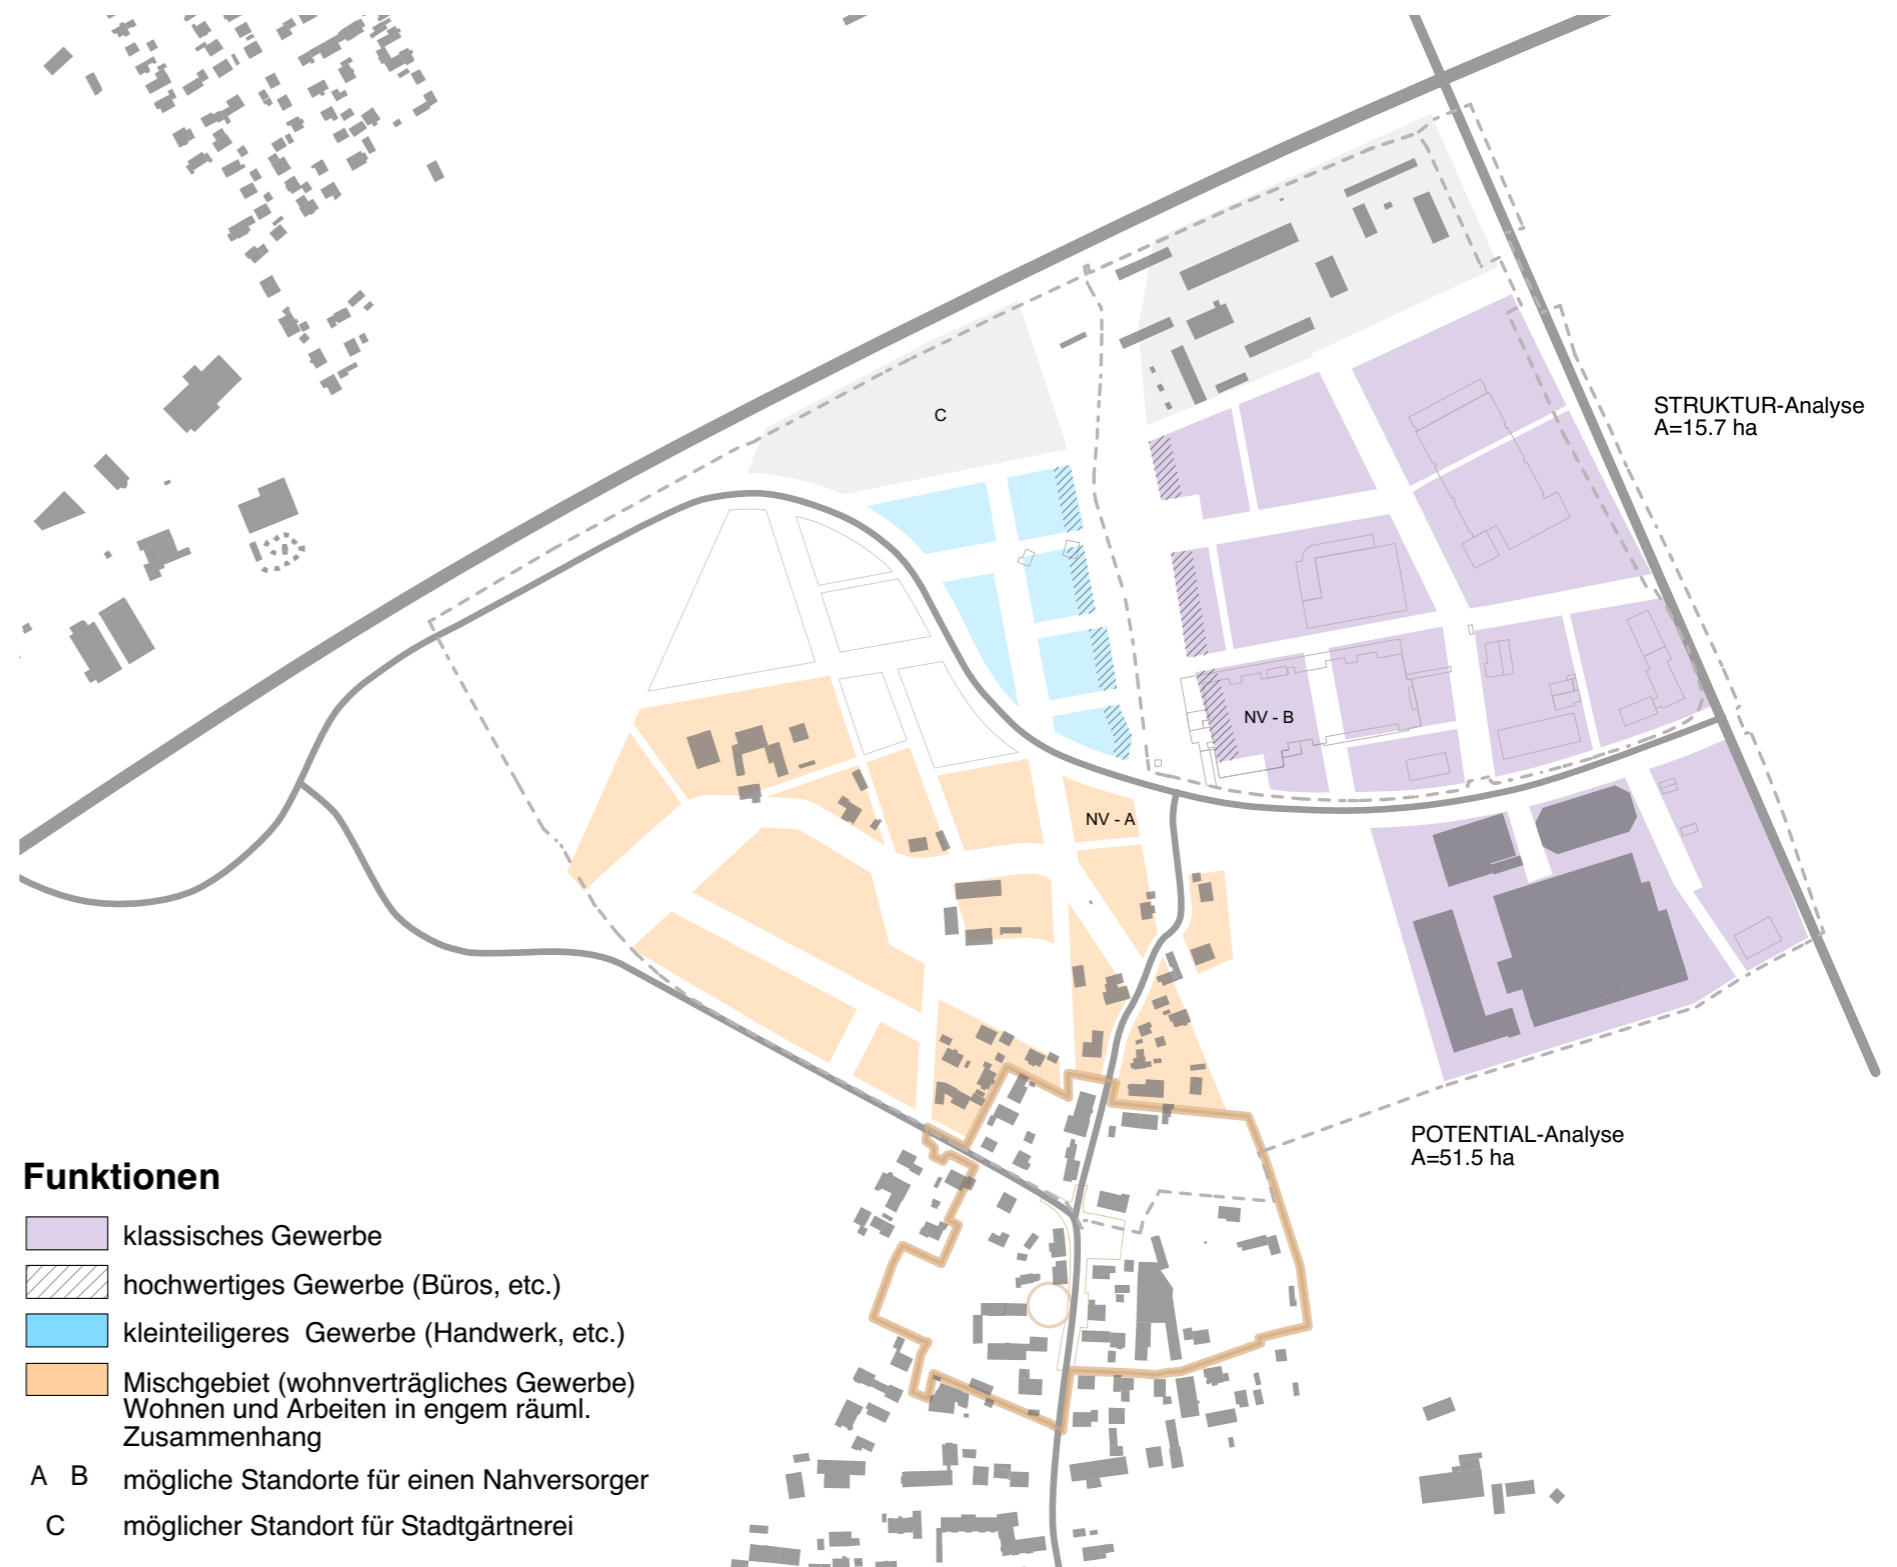 C
STRUKTUR-Analyse
A=15.7 ha
NV - B
NV - A
POTENTIAL-Analyse
A=51.5 ha
Funktionen
klassisches Gewerbe
hochwertiges Gewerbe (Büros, etc.)
kleinteiligeres Gewerbe (Handwerk, etc.)
Mischgebiet (wohnverträgliches Gewerbe)
Wohnen und Arbeiten in engem räuml.
Zusammenhang
A B mögliche Standorte für einen Nahversorger
C möglicher Standort für Stadtgärtnerei